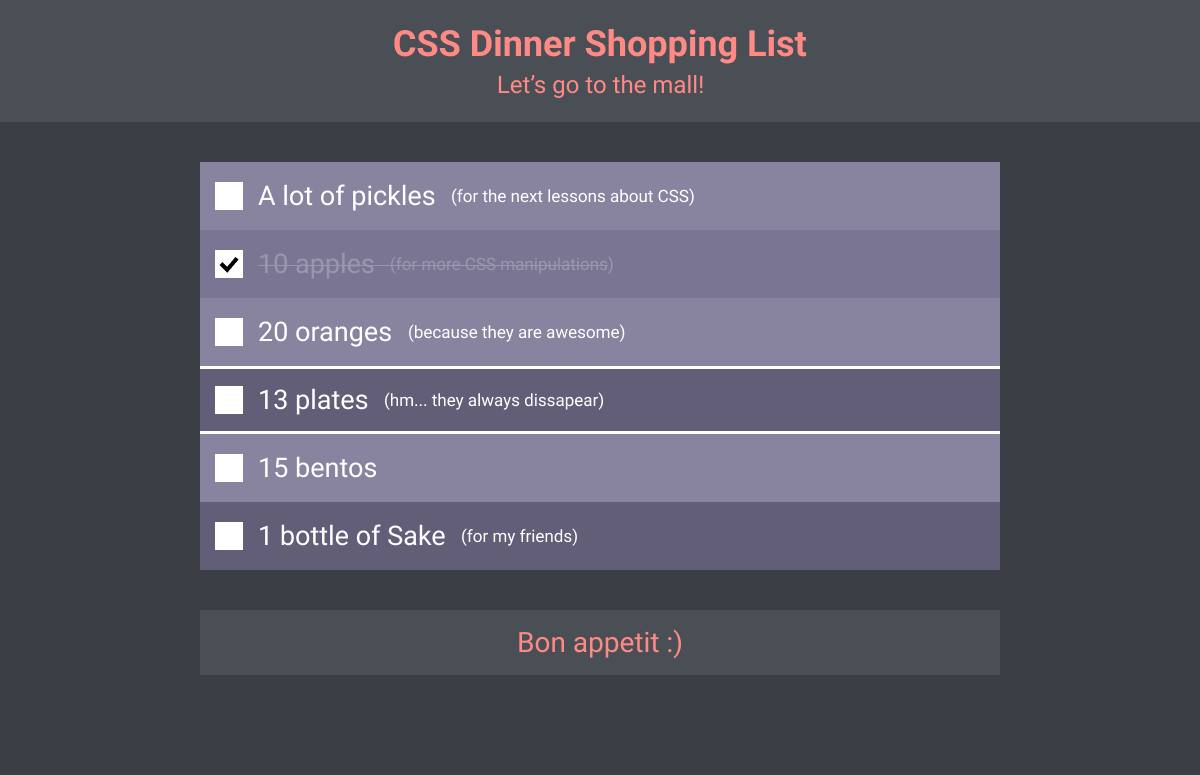 CSS Dinner Shopping List
Let’s go to the mall!
A lot of pickles (for the next lessons about CSS)
10 apples (for more CSS manipulations)
20 oranges (because they are awesome)
13 plates (hm... they always dissapear)
15 bentos
1 bottle of Sake (for my friends)
Bon appetit :)